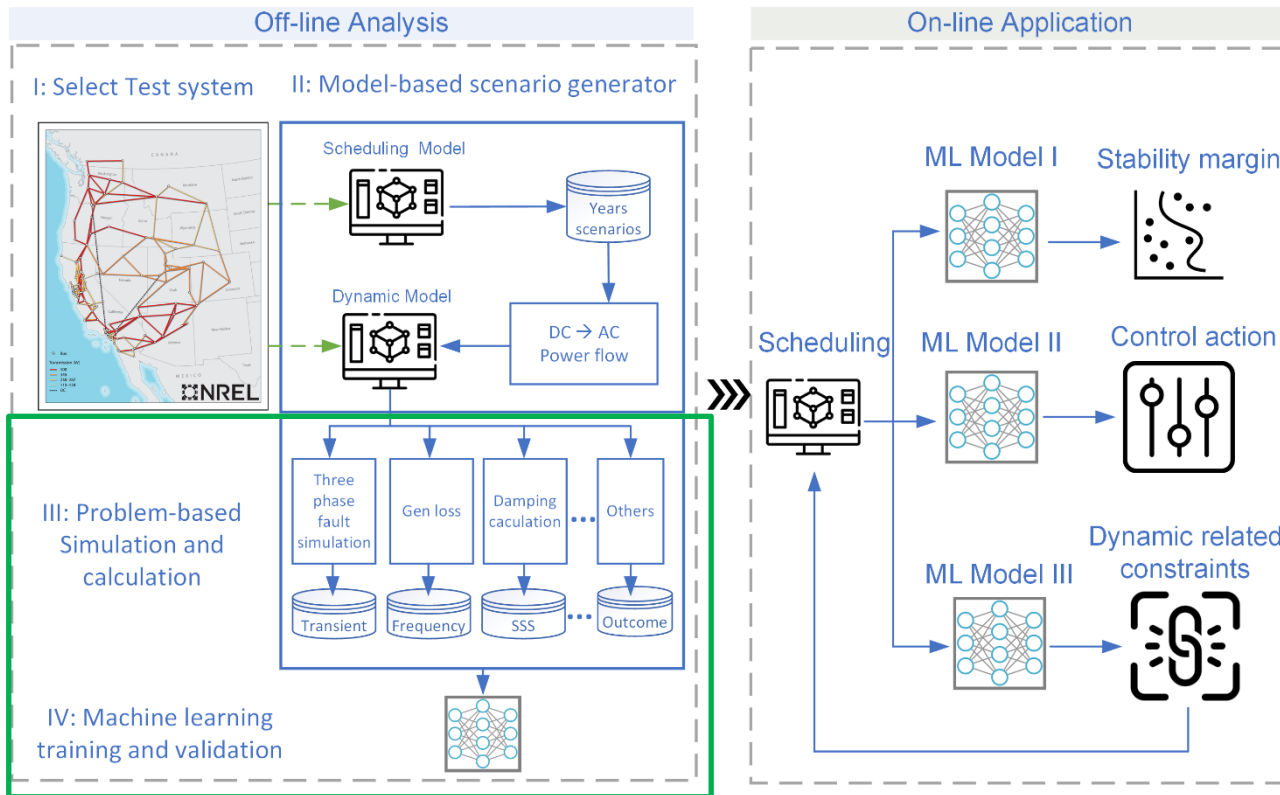 Off-line Analysis
I: Select Test system
II: Model-based scenario generator
CANADA
Washington
MEXICO
NREL
Scheduling Model
Years
scenarios
Dynamic Model
DC → AC
Power flow
III: Problem-based
Simulation and
calculation
Three
phase
fault
simulation
Gen loss
Damping
caculation
...
Others
Transient
Frequency
SSS
...
Outcome
IV: Machine learning
training and validation
On-line Application
Scheduling
ML Model I
Stability margin
ML Model II
Control action
ML Model III
Dynamic related
constraints